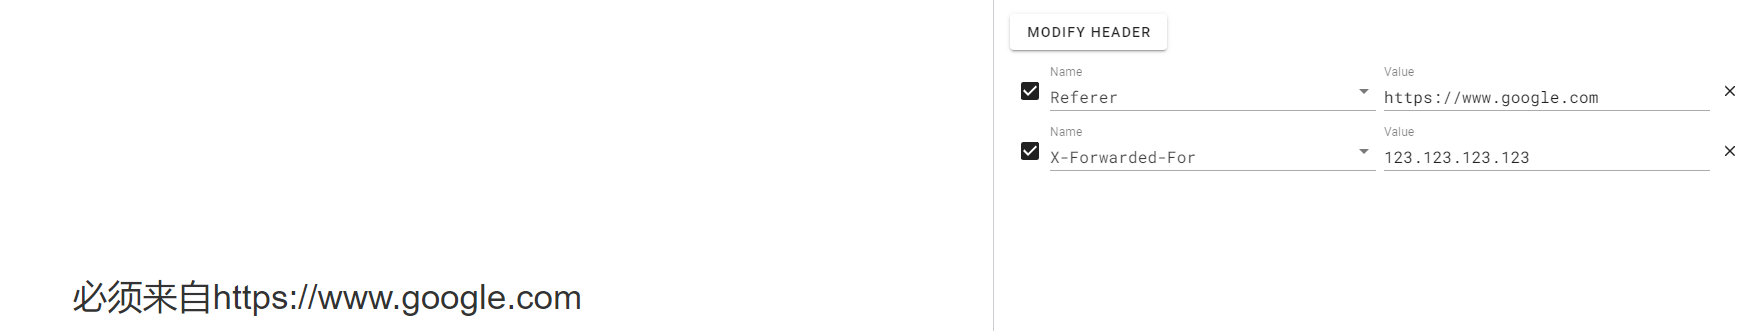 MODIFY HEADER
Name
Value
Referer
https://www.google.com
Name
Value
X-Forwarded-For
123.123.123.123
必须来自https://www.google.com